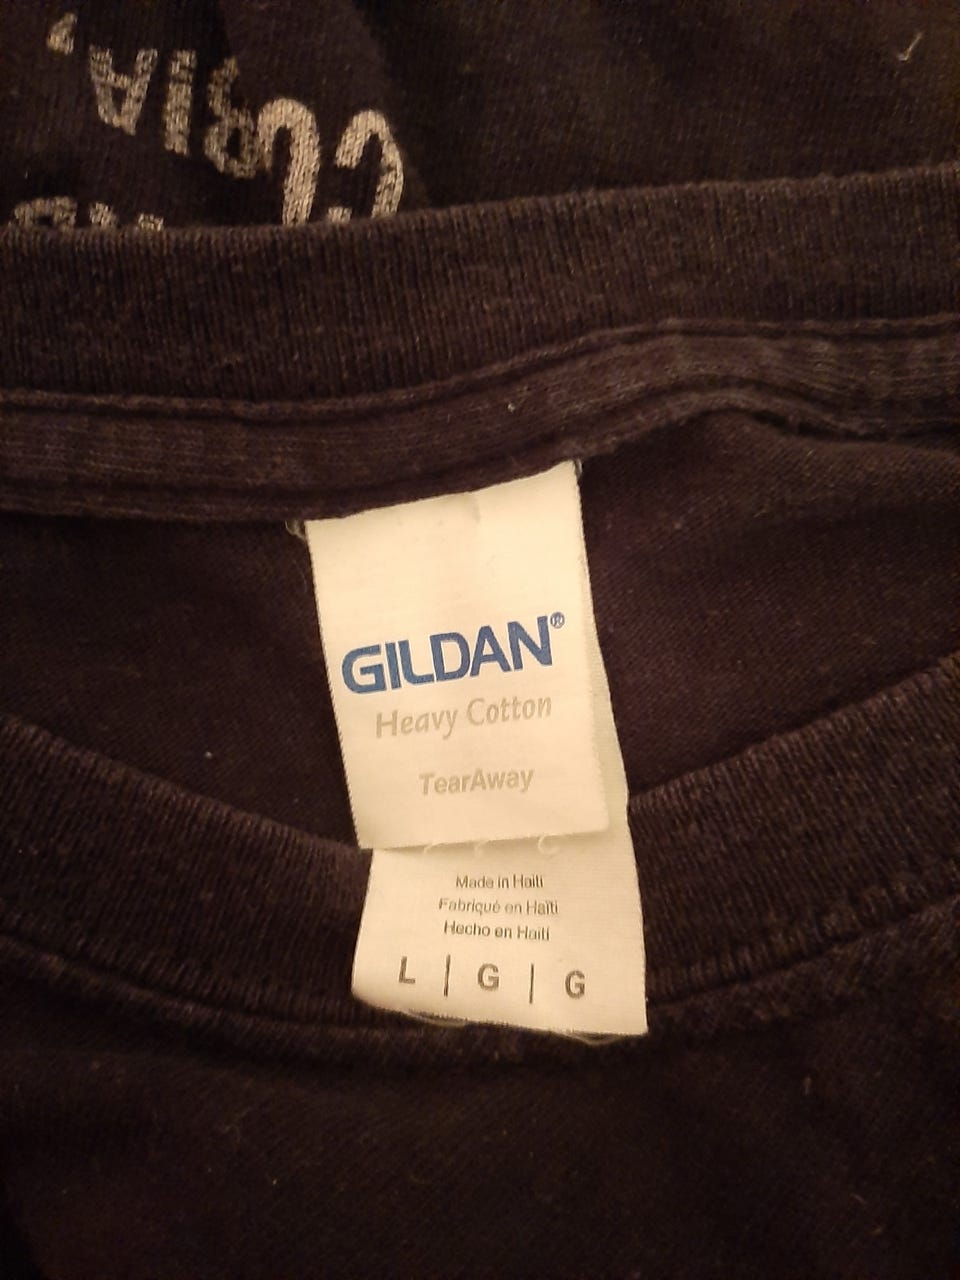 GILDAN®
Heavy Cotton
TearAway
Made in Haiti
Fabriqué en Haïti
Hecho en Haití
L | G | G